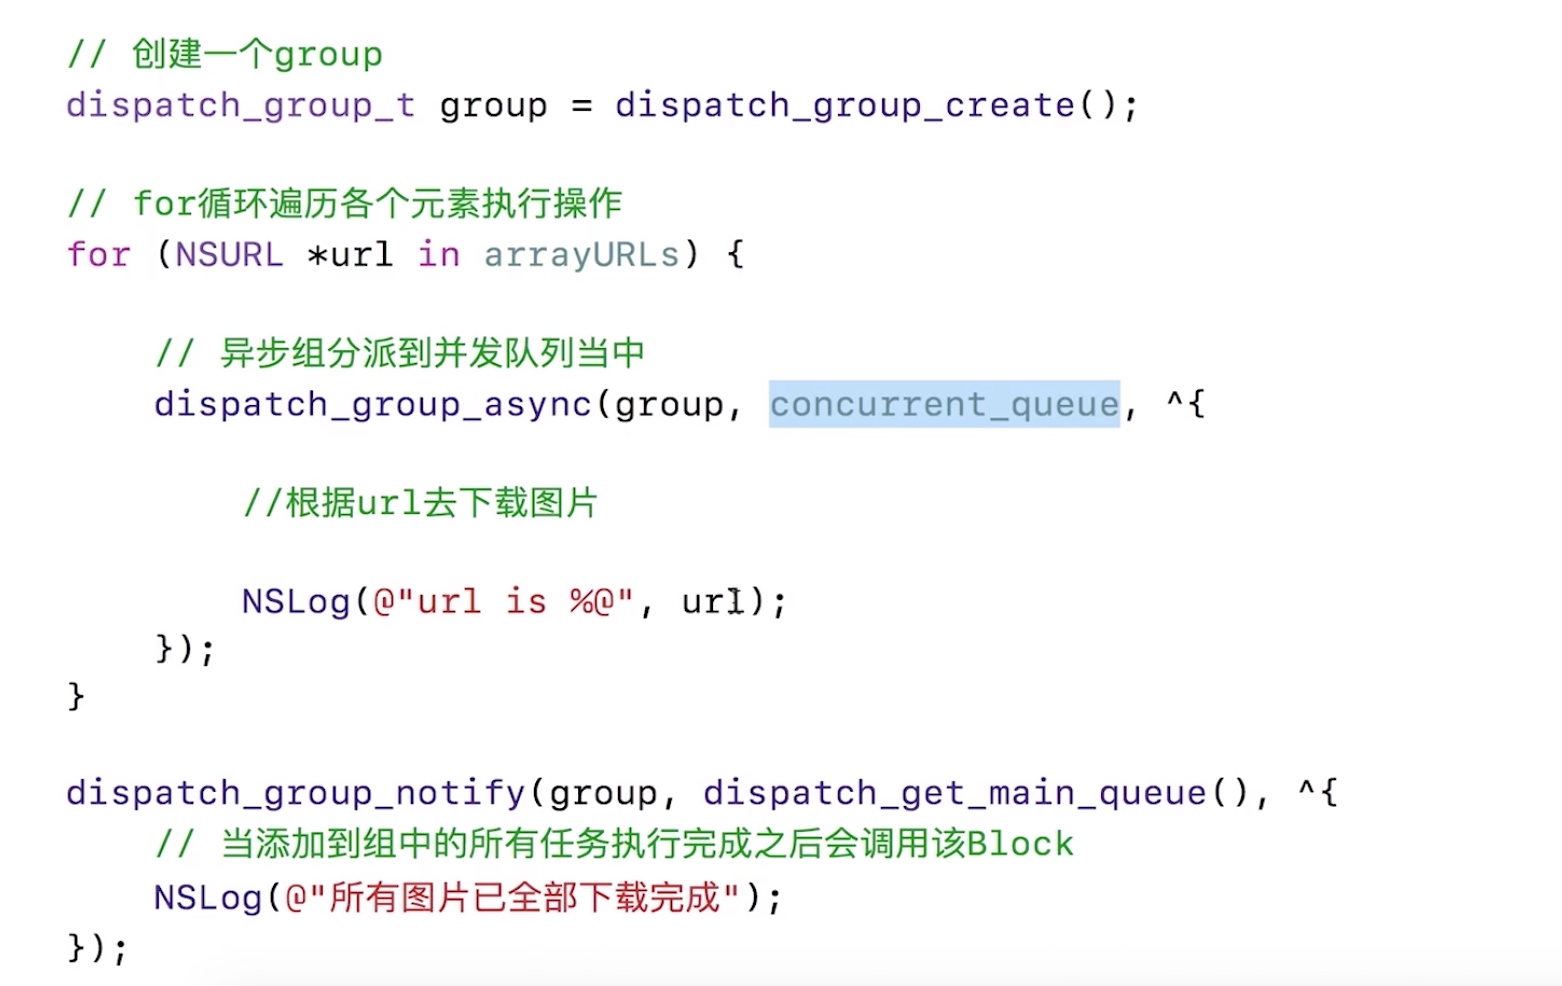 // 创建一个group
dispatch_group_t group = dispatch_group_create();
// for循环遍历各个元素执行操作
for (NSURL *url in arrayURLs) {
// 异步组分派到并发队列当中
dispatch_group_async(group, concurrent_queue, ^{
//根据url去下载图片
NSLog(@"url is %@", url);
});
}
dispatch_group_notify(group, dispatch_get_main_queue(), ^{
// 当添加到组中的所有任务执行完成之后会调用该Block
NSLog(@"所有图片已全部下载完成");
});